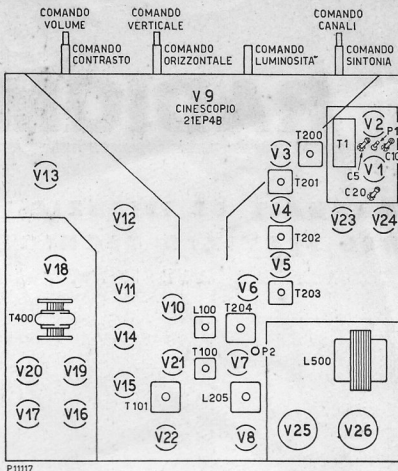 COMANDO VOLUME
COMANDO VERTICALE
COMANDO CANALI
COMANDO CONTRASTO
COMANDO ORIZZONTALE
COMANDO LUMINOSITA'
COMANDO SINTONIA
V9
CINESCOPIO
21EP4B
T200
V2
P1
T1
C5
C10
V1
C20
V3
T201
V13
V4
V23
V24
V12
T202
V18
V5
V11
V6
T203
T400
V10
L100
T204
V14
T100
P2
V20
V19
V21
V7
L500
V15
T101
L205
V17
V16
V25
V26
V22
V8
P11117